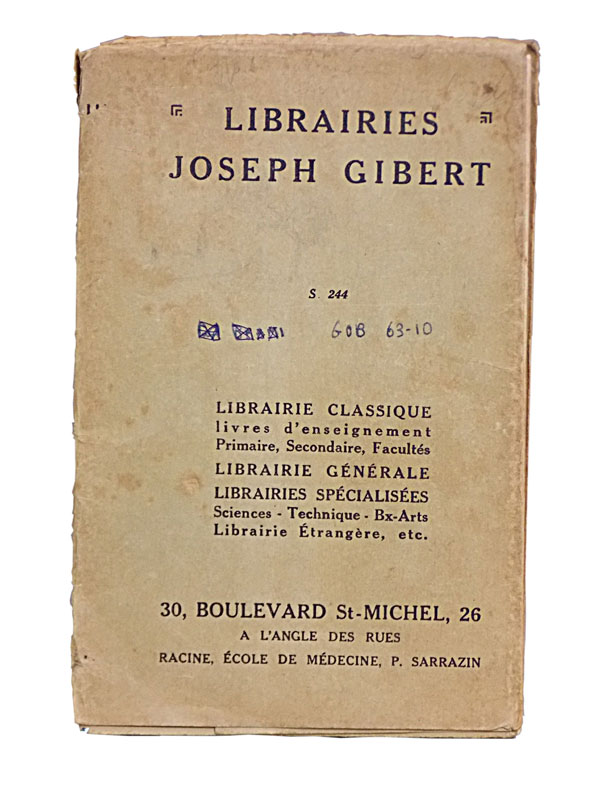 LIBRAIRIES
JOSEPH GIBERT
S. 244
GOB 63-10
LIBRAIRIE CLASSIQUE
livres d'enseignement
Primaire, Secondaire, Facultés
LIBRAIRIE GÉNÉRALE
LIBRAIRIES SPÉCIALISÉES
Sciences - Technique - Bx-Arts
Librairie Étrangère, etc.
30, BOULEVARD St-MICHEL, 26
A L'ANGLE DES RUES
RACINE, ÉCOLE DE MÉDECINE, P. SARRAZIN